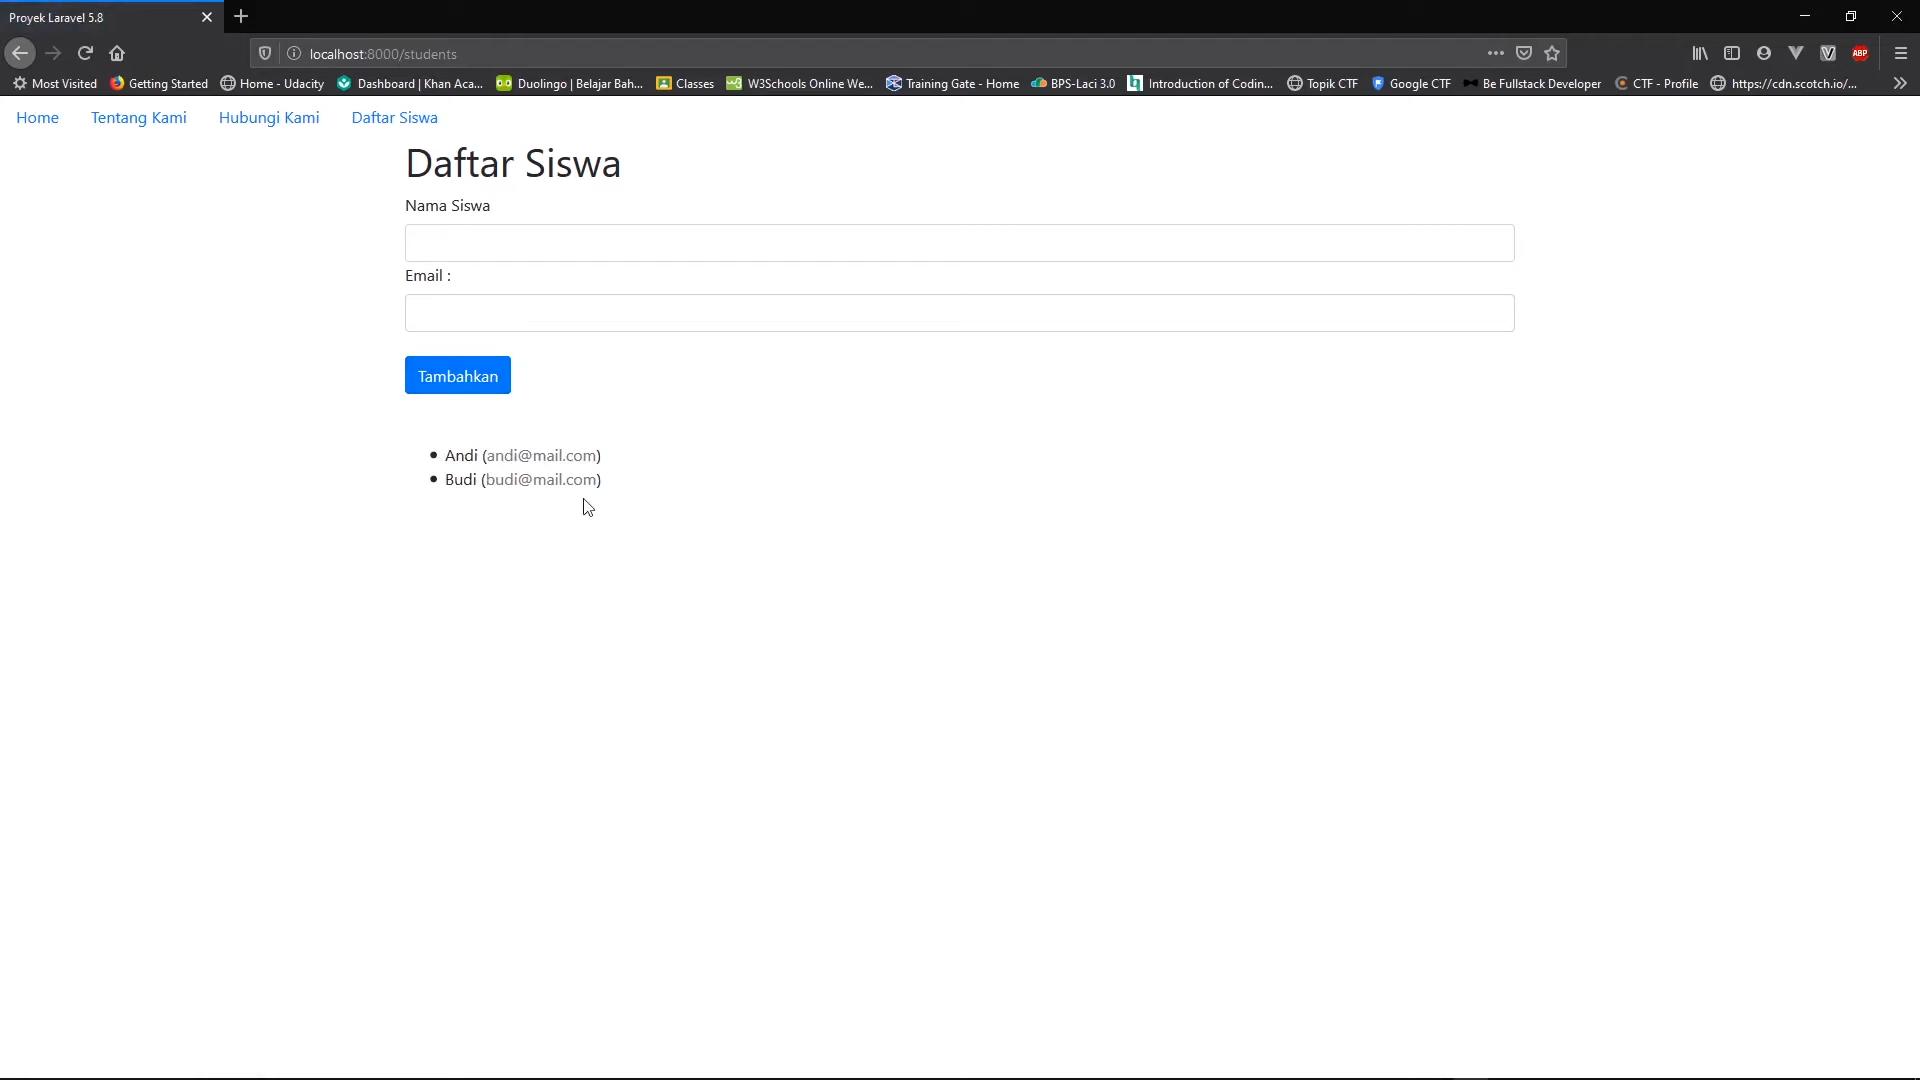 Proyek Laravel 5.8
localhost:8000/students
Most Visited Getting Started Home - Udacity Dashboard | Khan Aca... Duolingo | Belajar Bah... Classes W3Schools Online We... Training Gate - Home BPS-Laci 3.0 Introduction of Codin... Topik CTF Google CTF Be Fullstack Developer CTF - Profile https://cdn.scotch.io/...
Home Tentang Kami Hubungi Kami Daftar Siswa
Daftar Siswa
Nama Siswa
Email :
Tambahkan
Andi (andi@mail.com)
Budi (budi@mail.com)